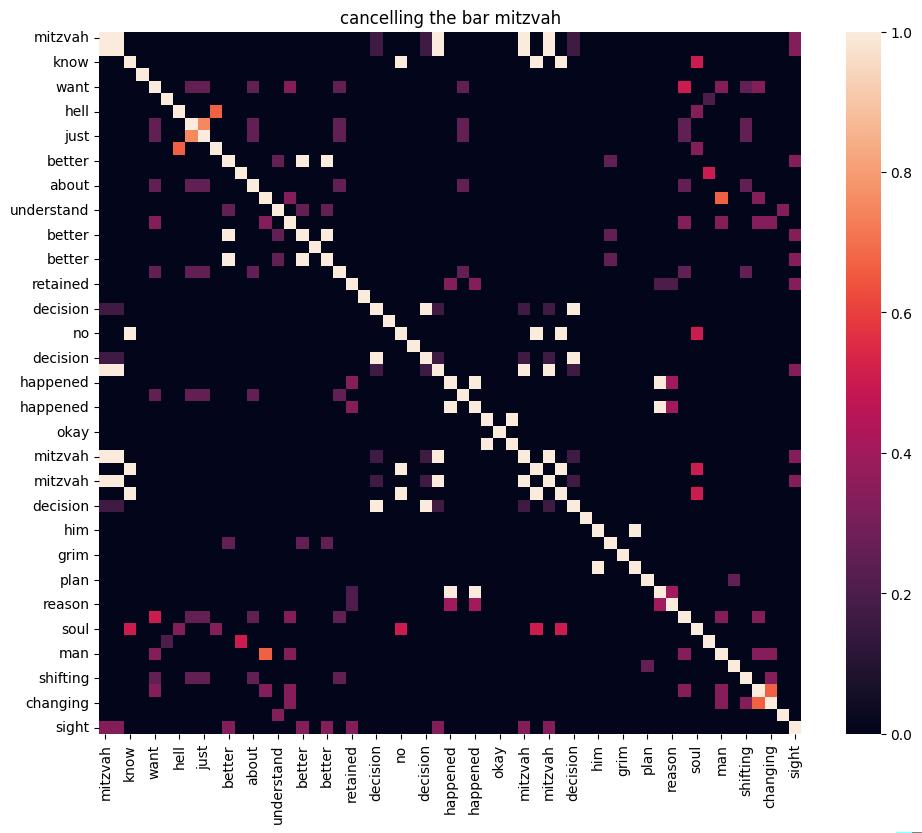 cancelling the bar mitzvah
mitzvah
know
want
hell
just
better
about
understand
better
better
retained
decision
no
decision
happened
happened
okay
mitzvah
mitzvah
decision
him
grim
plan
reason
soul
man
shifting
changing
sight
mitzvah
know
want
hell
just
better
about
understand
better
better
retained
decision
no
decision
happened
happened
okay
mitzvah
mitzvah
decision
him
grim
plan
reason
soul
man
shifting
changing
sight
1.0
0.8
0.6
0.4
0.2
0.0